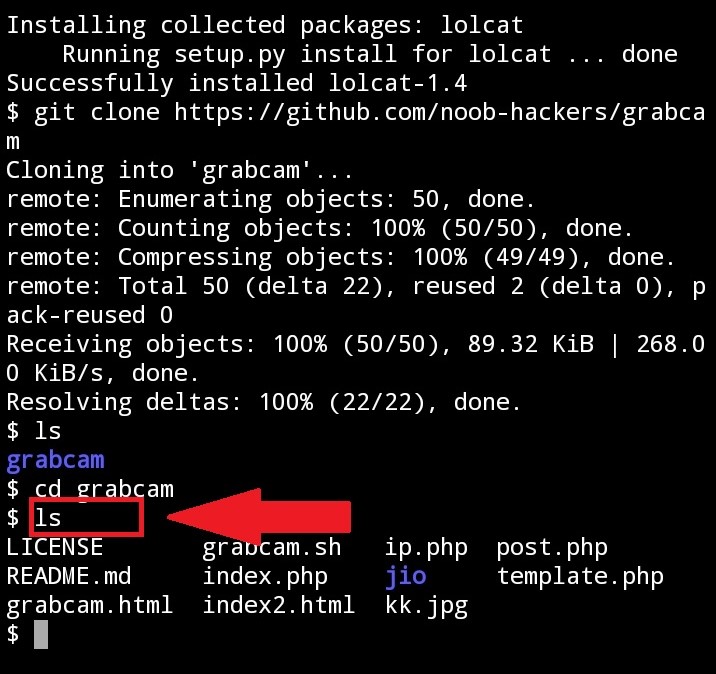 Installing collected packages: lolcat
    Running setup.py install for lolcat ... done
Successfully installed lolcat-1.4
$ git clone https://github.com/noob-hackers/grabca
m
Cloning into 'grabcam'...
remote: Enumerating objects: 50, done.
remote: Counting objects: 100% (50/50), done.
remote: Compressing objects: 100% (49/49), done.
remote: Total 50 (delta 22), reused 2 (delta 0), p
ack-reused 0
Receiving objects: 100% (50/50), 89.32 KiB | 268.0
0 KiB/s, done.
Resolving deltas: 100% (22/22), done.
$ ls
grabcam
$ cd grabcam
$ ls
LICENSE       grabcam.sh   ip.php  post.php
README.md     index.php    jio     template.php
grabcam.html  index2.html  kk.jpg
$